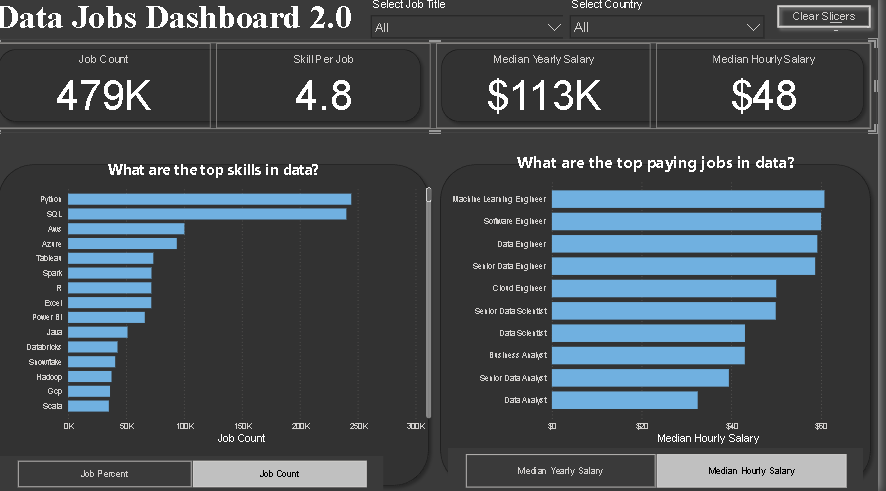 Data Jobs Dashboard 2.0
Select Job Title
All
Select Country
All
Clear Slicers
Job Count
479K
Skill Per Job
4.8
Median Yearly Salary
$113K
Median Hourly Salary
$48
What are the top skills in data?
Python
SQL
Aws
Azure
Tableau
Spark
R
Excel
Power BI
Java
Databricks
Snowflake
Hadoop
Gcp
Scala
0K 50K 100K 150K 200K 250K 300K
Job Count
Job Percent
Job Count
What are the top paying jobs in data?
Machine Learning Engineer
Software Engineer
Data Engineer
Senior Data Engineer
Cloud Engineer
Senior Data Scientist
Data Scientist
Business Analyst
Senior Data Analyst
Data Analyst
$0 $20 $40 $60
Median Hourly Salary
Median Yearly Salary
Median Hourly Salary